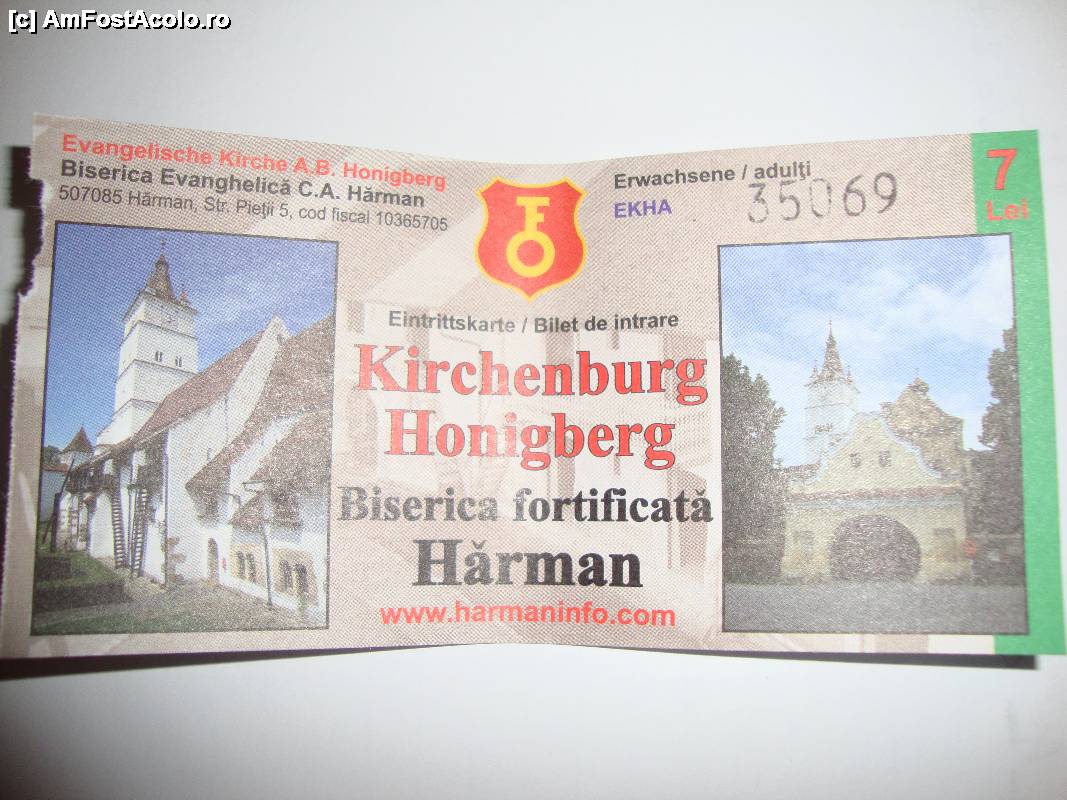 [c] AmFostAcolo.ro
Evangelische Kirche A.B. Honigberg
Biserica Evanghelică C.A. Hărman
507085 Hărman, Str. Pieţii 5, cod fiscal 10365705
Erwachsene / adulţi
EKHA
35069
7
Lei
Eintrittskarte / Bilet de intrare
Kirchenburg
Honigberg
Biserica fortificată
Hărman
www.harmaninfo.com